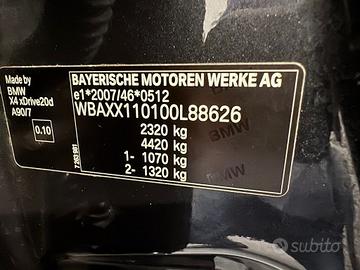 Made by
BMW
X4 xDrive20d
A90/7
0.10
BAYERISCHE MOTOREN WERKE AG
e1*2007/46*0512
WBAXX110100L88626
2320 kg
4420 kg
1- 1070 kg
2- 1320 kg
BMW
BMW
subito